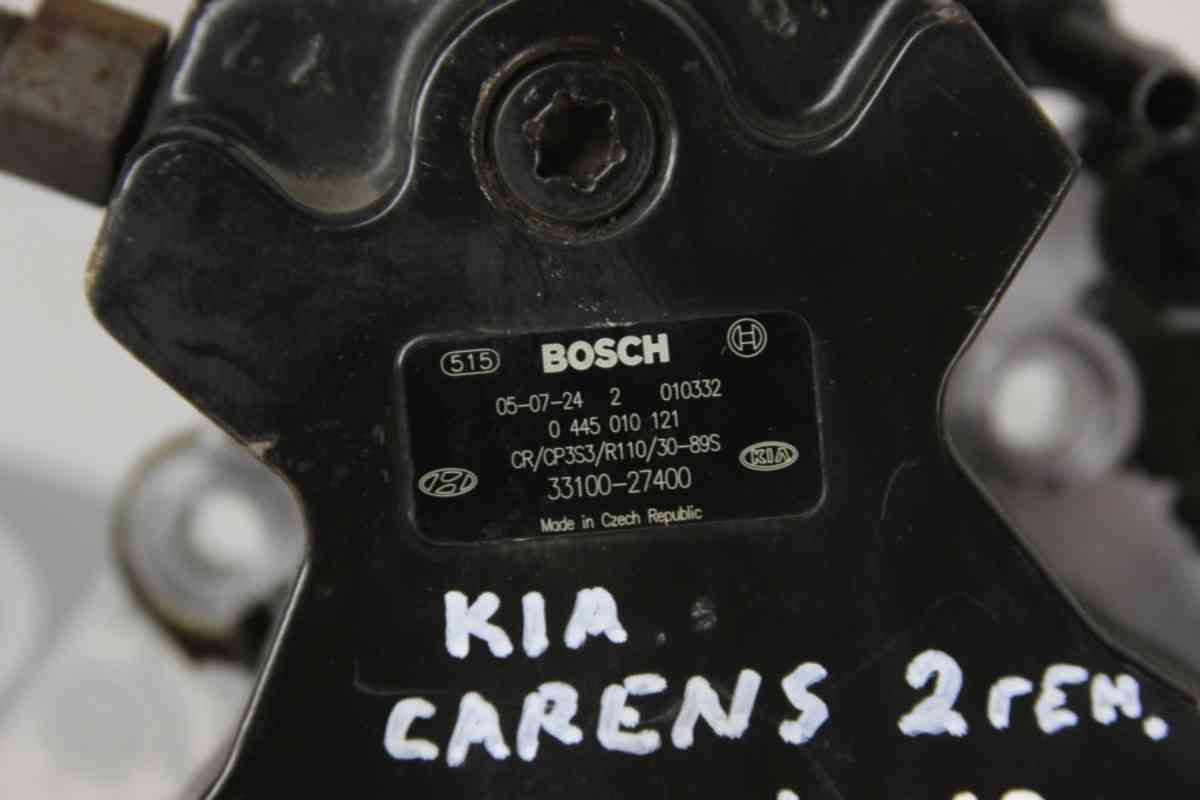 515 BOSCH
05-07-24 2 010332
0 445 010 121
CR/CP3S3/R110/30-89S
KIA
33100-27400
Made in Czech Republic
KIA
CARENS 2 ГЕН.